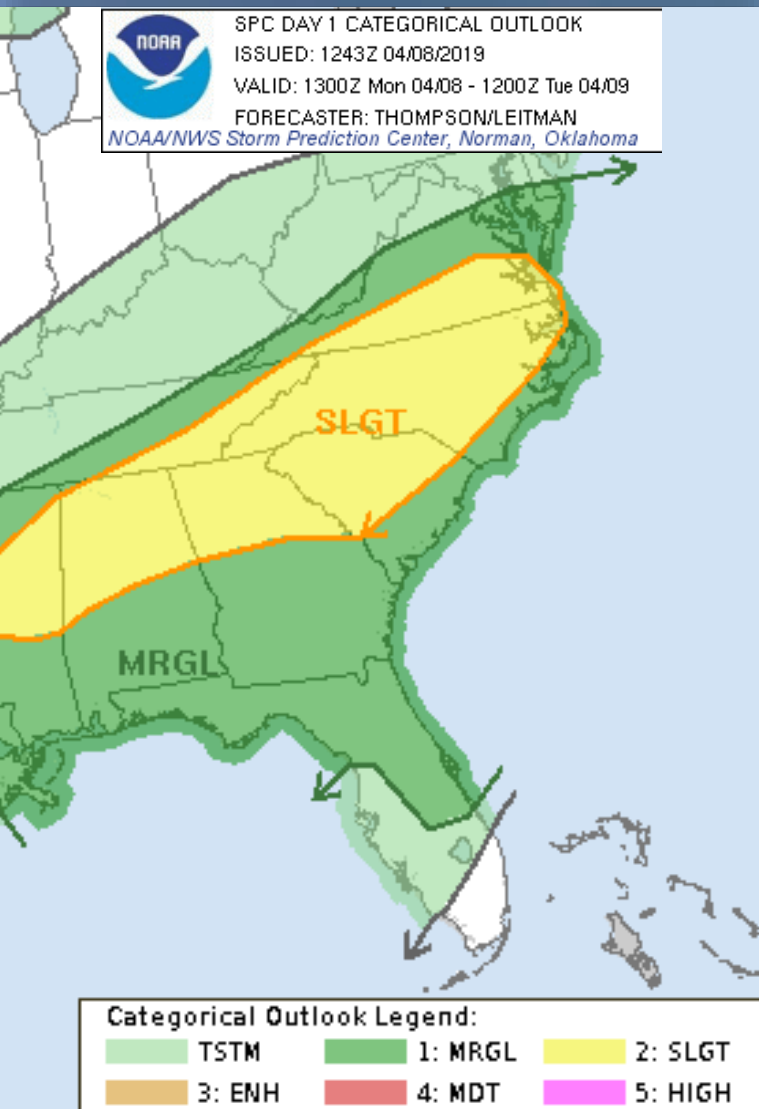 NOAA
SPC DAY 1 CATEGORICAL OUTLOOK
ISSUED: 1243Z 04/08/2019
VALID: 1300Z Mon 04/08 - 1200Z Tue 04/09
FORECASTER: THOMPSON/LEITMAN
NOAA/NWS Storm Prediction Center, Norman, Oklahoma
SLGT
MRGL
Categorical Outlook Legend:
TSTM 1: MRGL 2: SLGT
3: ENH 4: MDT 5: HIGH